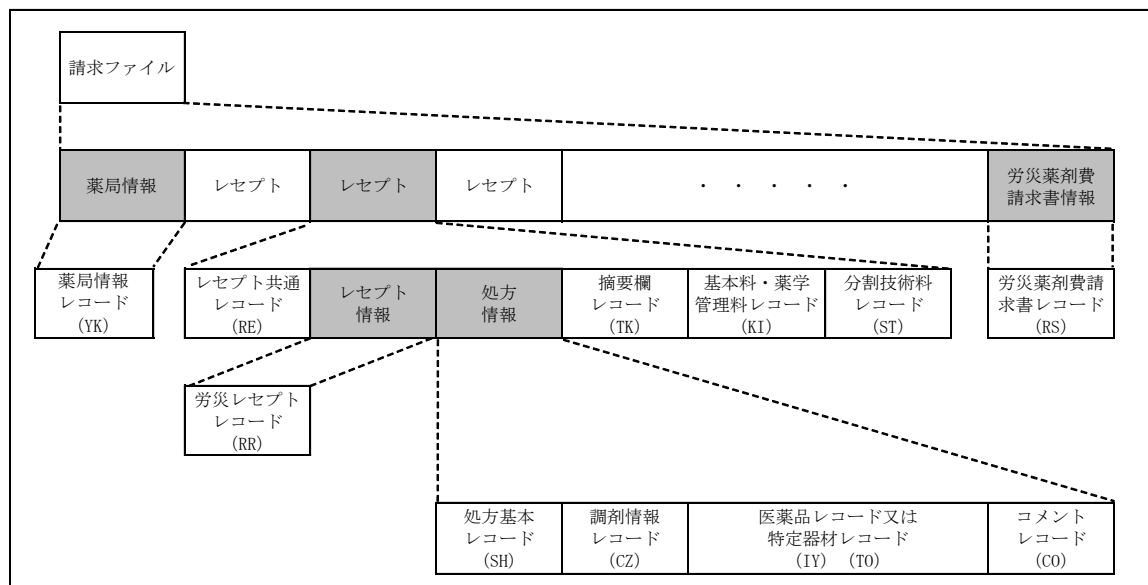 請求ファイル
薬局情報
レセプト
レセプト
レセプト
・ ・ ・ ・ ・
労災薬剤費
請求書情報
薬局情報
レコード
(YK)
レセプト共通
レコード
(RE)
レセプト
情報
処方
情報
摘要欄
レコード
(TK)
基本料・薬学
管理料レコード
(KI)
分割技術料
レコード
(ST)
労災薬剤費請
求書レコード
(RS)
労災レセプト
レコード
(RR)
処方基本
レコード
(SH)
調剤情報
レコード
(CZ)
医薬品レコード又は
特定器材レコード
(IY) (TO)
コメント
レコード
(CO)